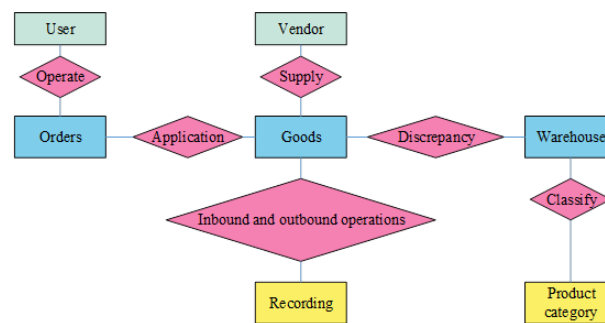 User
Vendor
Operate
Supply
Orders
Application
Goods
Discrepancy
Warehouse
Classify
Inbound and outbound operations
Recording
Product
category